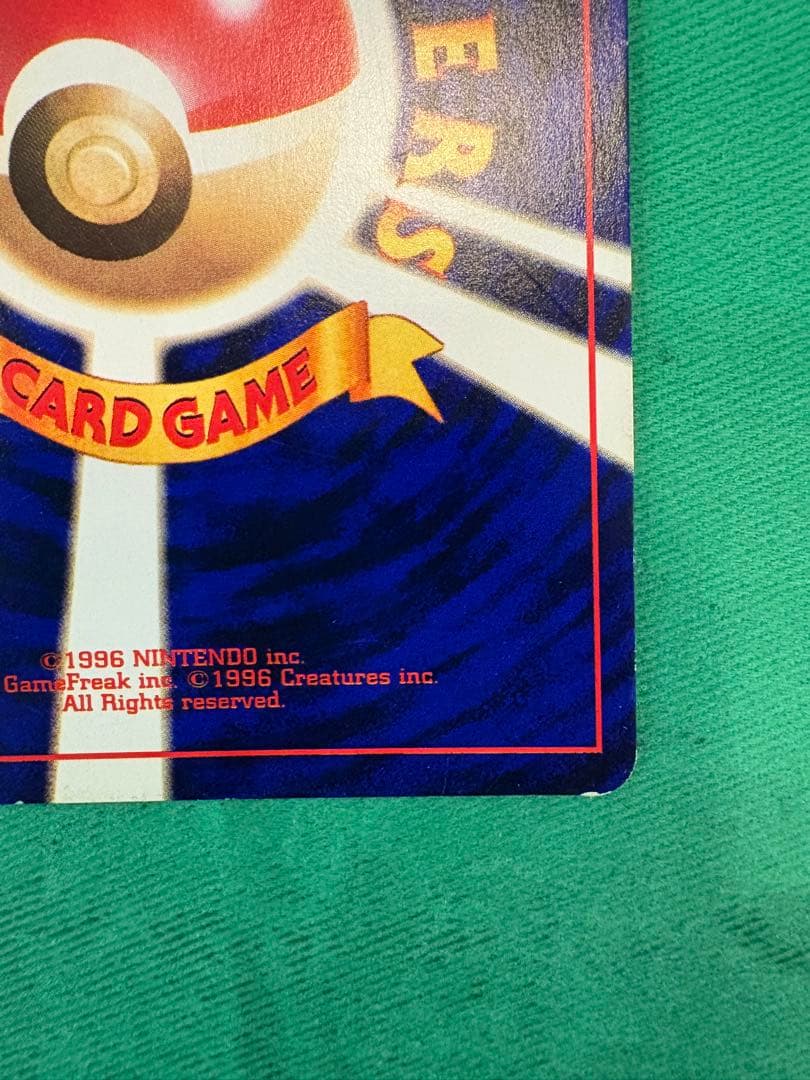 ERS
CARD GAME
©1996 NINTENDO inc.
GameFreak inc. ©1996 Creatures inc.
All Rights reserved.